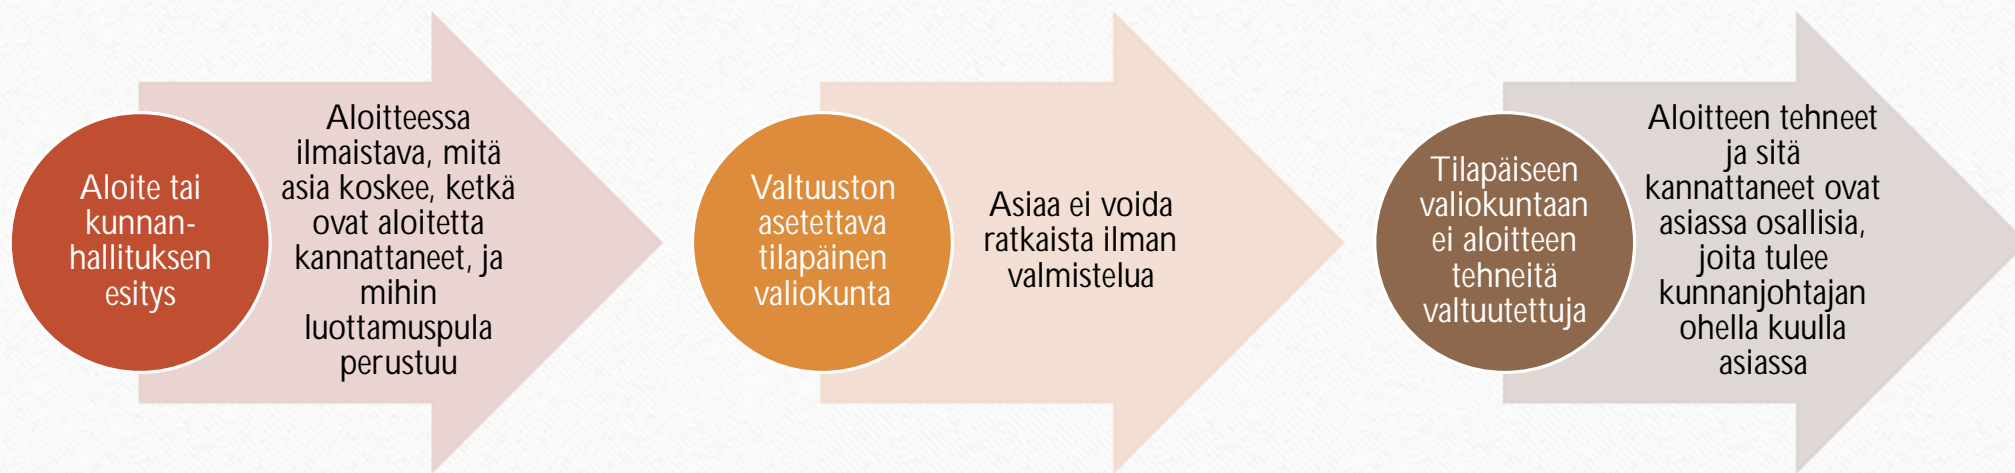 Aloite tai
kunnan-
hallituksen
esitys
Aloitteessa
ilmaistava, mitä
asia koskee, ketkä
ovat aloitetta
kannattaneet, ja
mihin
luottamuspula
perustuu
Valtuuston
asetettava
tilapäinen
valiokunta
Asiaa ei voida
ratkaista ilman
valmistelua
Tilapäiseen
valiokuntaan
ei aloitteen
tehneitä
valtuutettuja
Aloitteen tehneet
ja sitä
kannattaneet ovat
asiassa osallisia,
joita tulee
kunnanjohtajan
ohella kuulla
asiassa